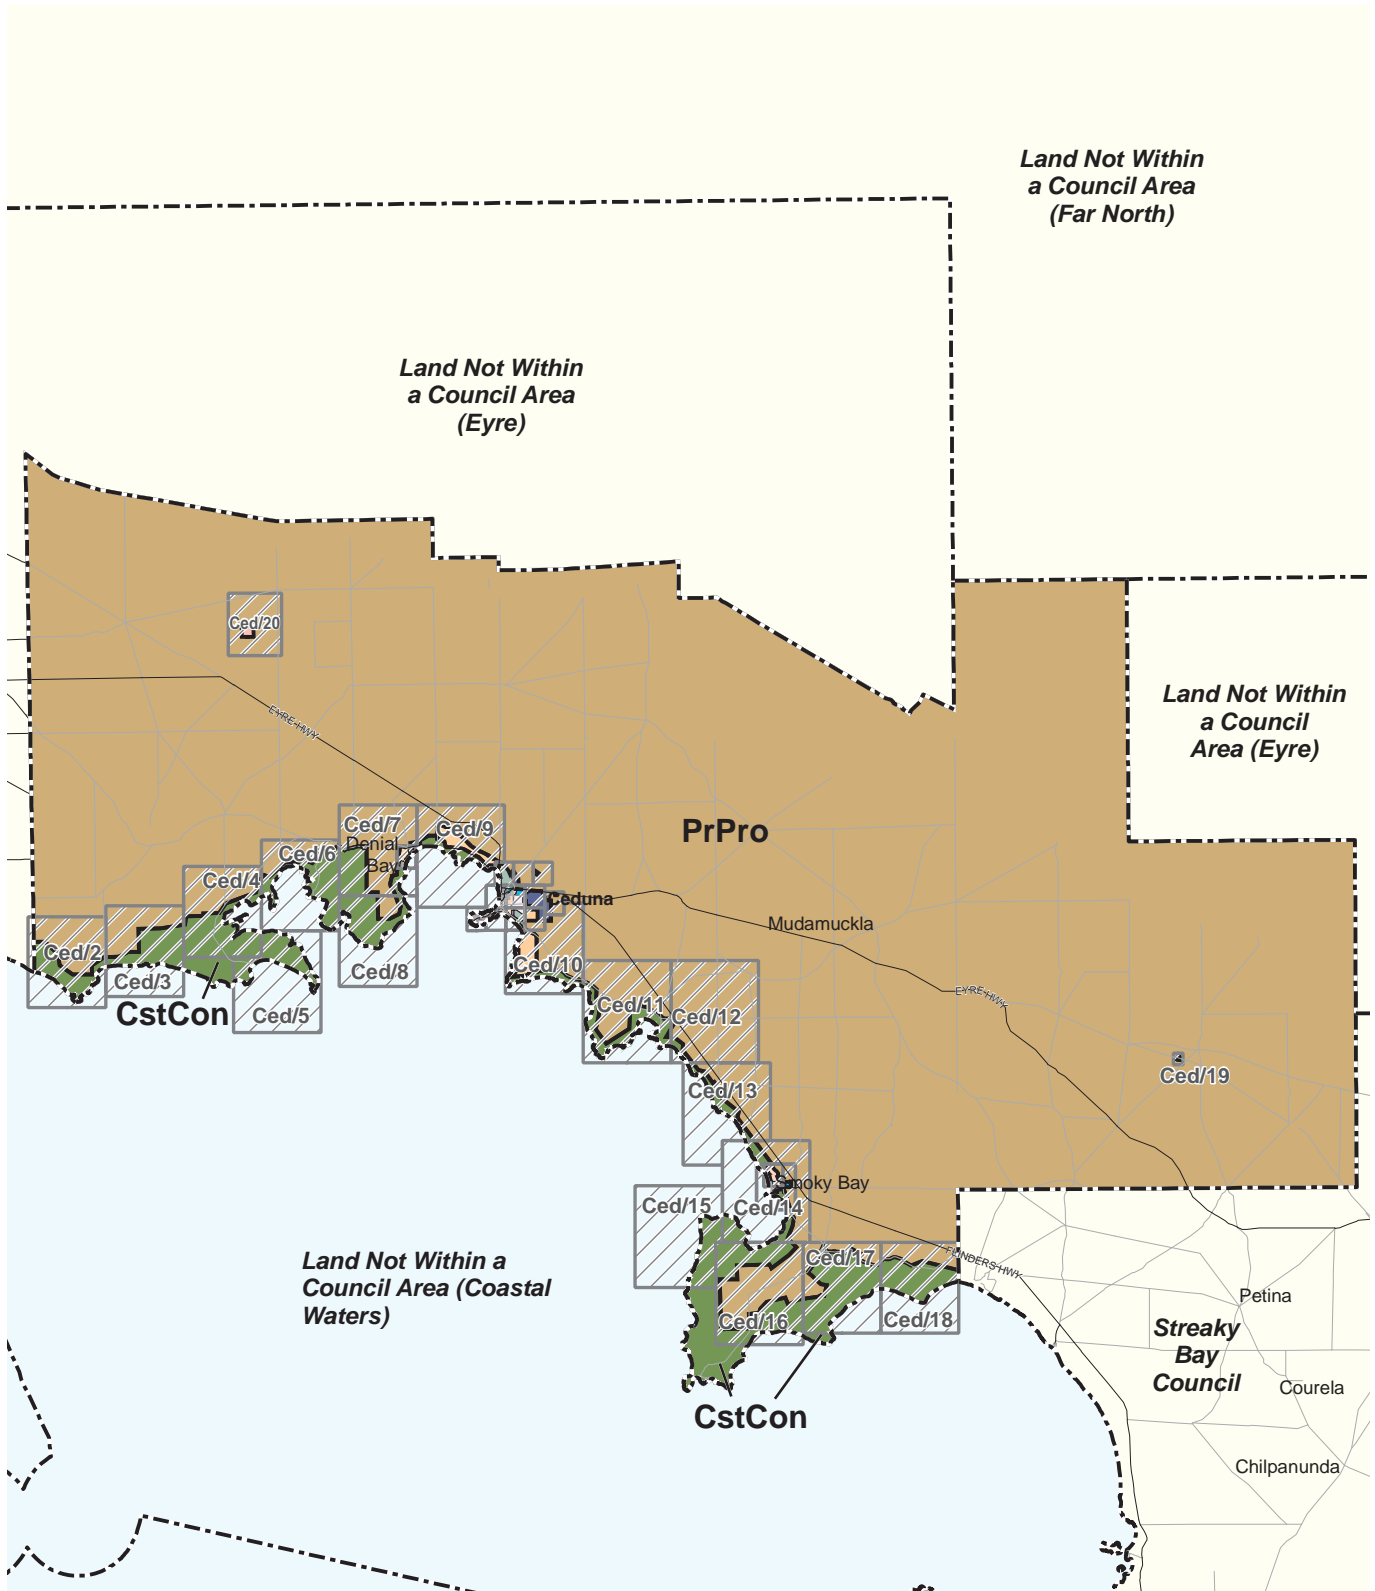 Land Not Within
a Council Area
(Far North)
Land Not Within
a Council Area
(Eyre)
Ced/20
Land Not Within
a Council
Area (Eyre)
EYRE HWY
Ced/7
Ced/9
PrPro
Denial
Bay
Ced/6
Ced/4
Ceduna
Mudamuckla
Ced/2
Ced/3
Ced/8
Ced/10
EYRE HWY
CstCon
Ced/5
Ced/11
Ced/12
Ced/19
Ced/13
Smoky Bay
Ced/15
Ced/14
Land Not Within a
Council Area (Coastal
Waters)
Ced/17
FLINDERS HWY
Petina
Ced/16
Ced/18
Streaky
Bay
Council
Courela
CstCon
Chilpanunda